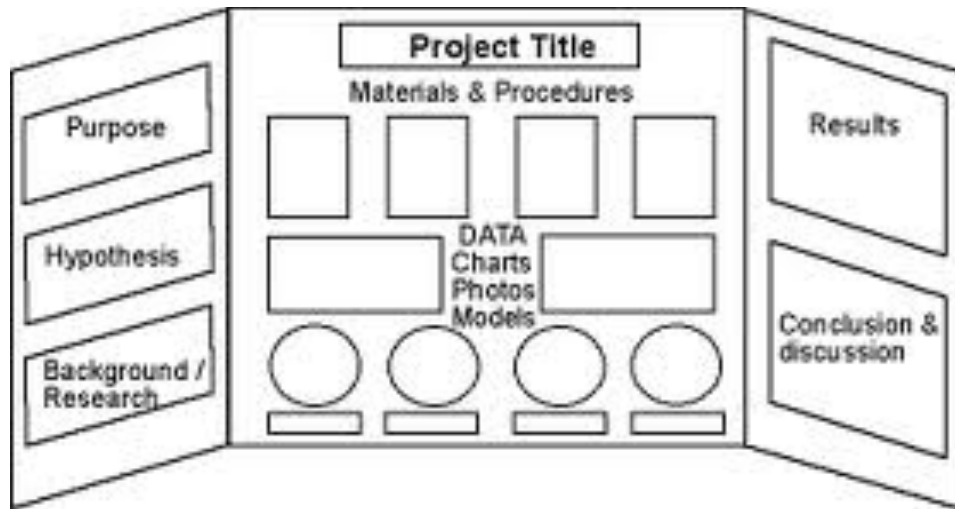 Project Title
Materials & Procedures
Purpose
Hypothesis
Background /
Research
DATA
Charts
Photos
Models
Results
Conclusion &
discussion